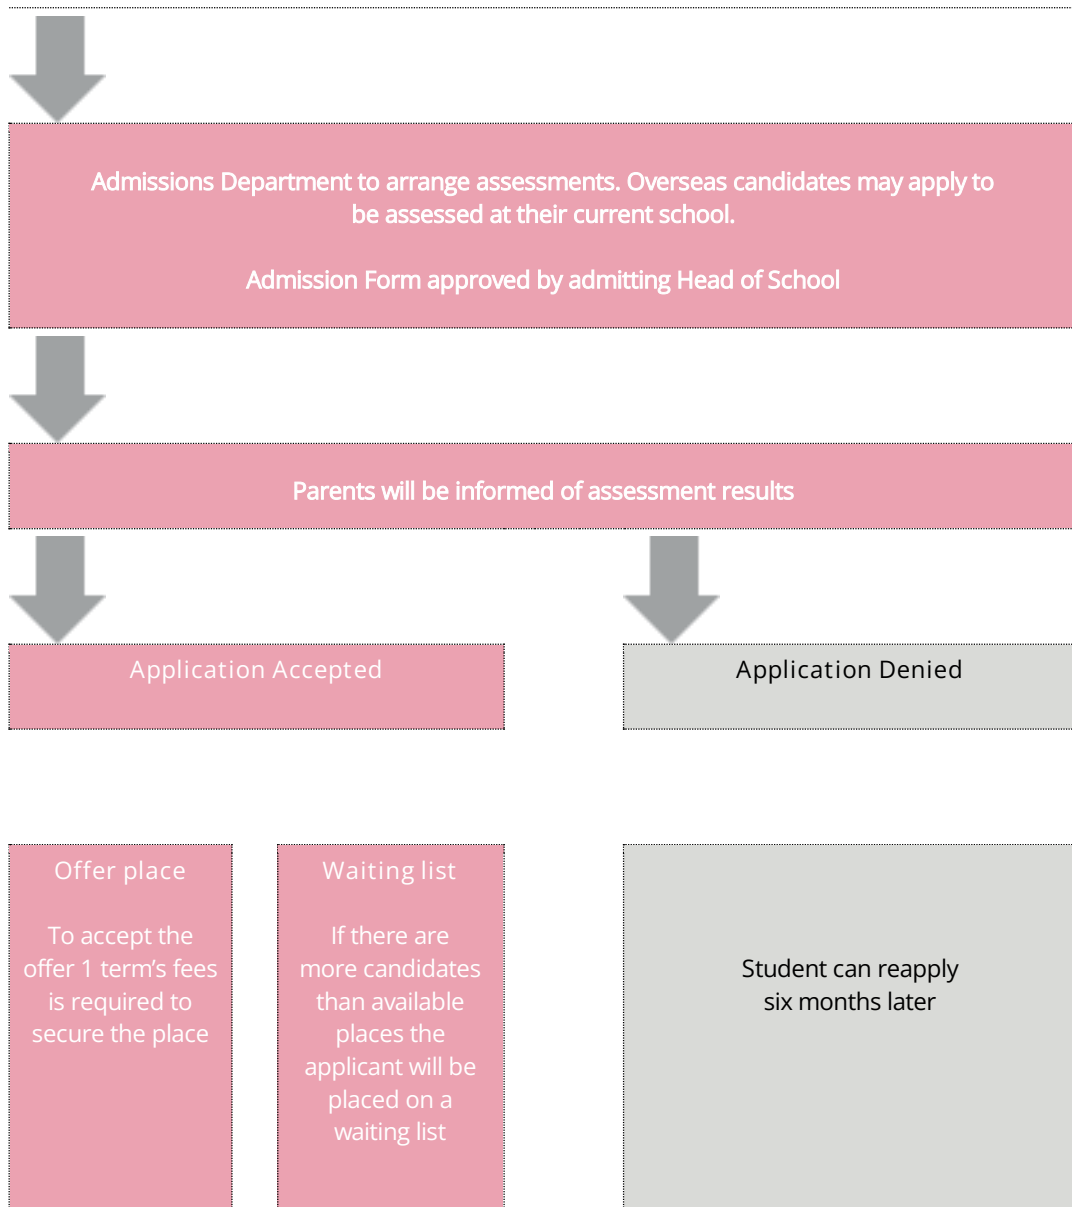 Admissions Department to arrange assessments. Overseas candidates may apply to
be assessed at their current school.
Admission Form approved by admitting Head of School
Parents will be informed of assessment results
Application Accepted
Application Denied
Offer place
To accept the
offer 1 term’s fees
is required to
secure the place
Waiting list
If there are
more candidates
than available
places the
applicant will be
placed on a
waiting list
Student can reapply
six months later